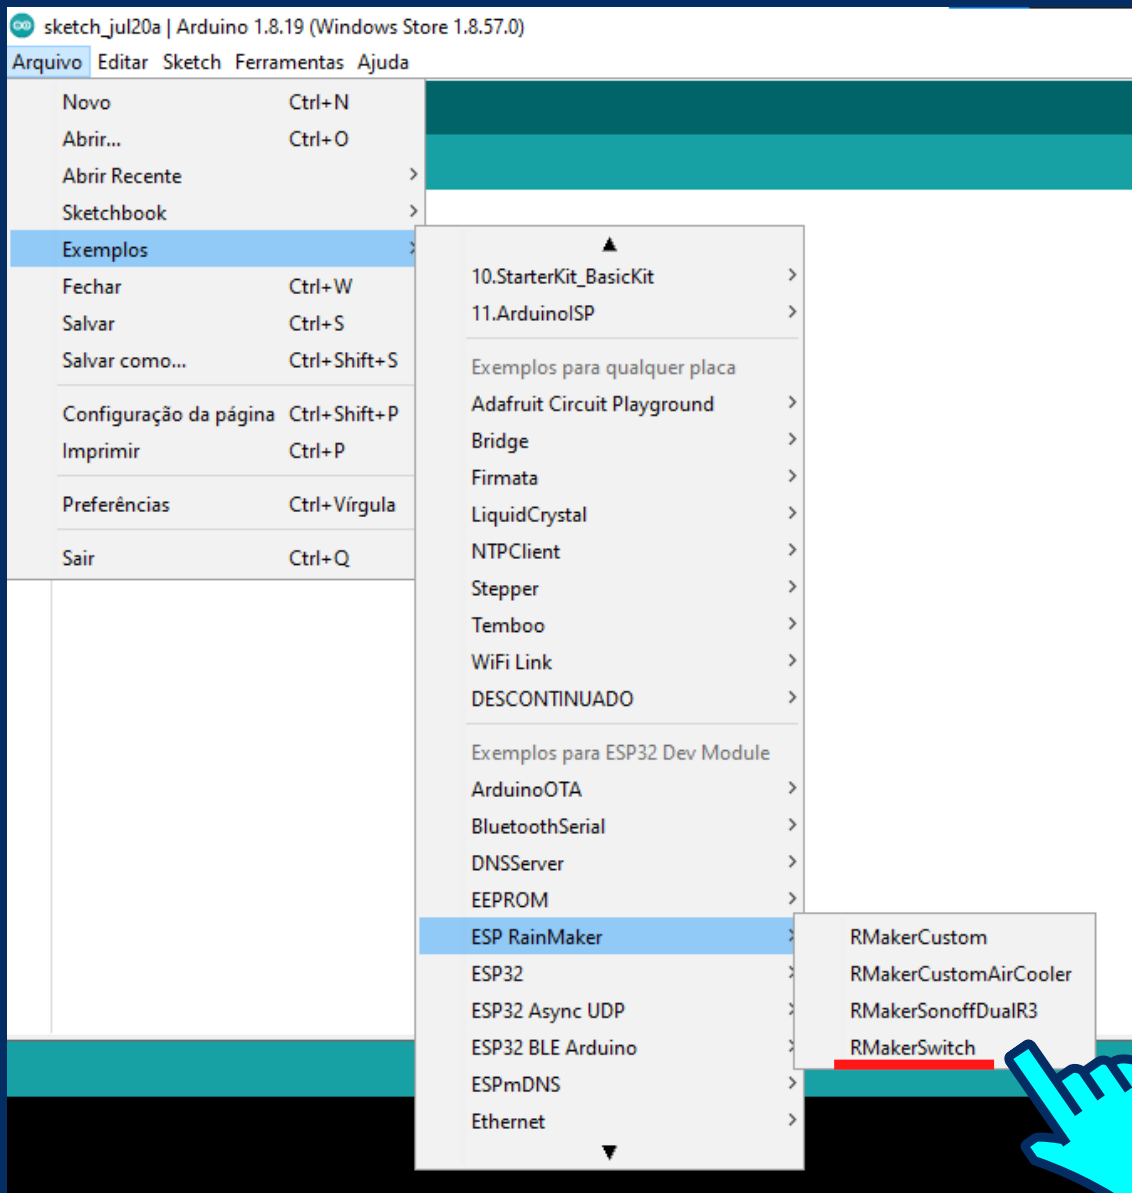 sketch_jul20a | Arduino 1.8.19 (Windows Store 1.8.57.0)
Arquivo Editar Sketch Ferramentas Ajuda
Novo Ctrl+N
Abrir... Ctrl+O
Abrir Recente
Sketchbook
Exemplos
Fechar Ctrl+W
Salvar Ctrl+S
Salvar como... Ctrl+Shift+S
Configuração da página Ctrl+Shift+P
Imprimir Ctrl+P
Preferências Ctrl+Vírgula
Sair Ctrl+Q
10.StarterKit_BasicKit
11.ArduinoISP
Exemplos para qualquer placa
Adafruit Circuit Playground
Bridge
Firmata
LiquidCrystal
NTPClient
Stepper
Temboo
WiFi Link
DESCONTINUADO
Exemplos para ESP32 Dev Module
ArduinoOTA
BluetoothSerial
DNSServer
EEPROM
ESP RainMaker
ESP32
ESP32 Async UDP
ESP32 BLE Arduino
ESPmDNS
Ethernet
RMakerCustom
RMakerCustomAirCooler
RMakerSonoffDualR3
RMakerSwitch